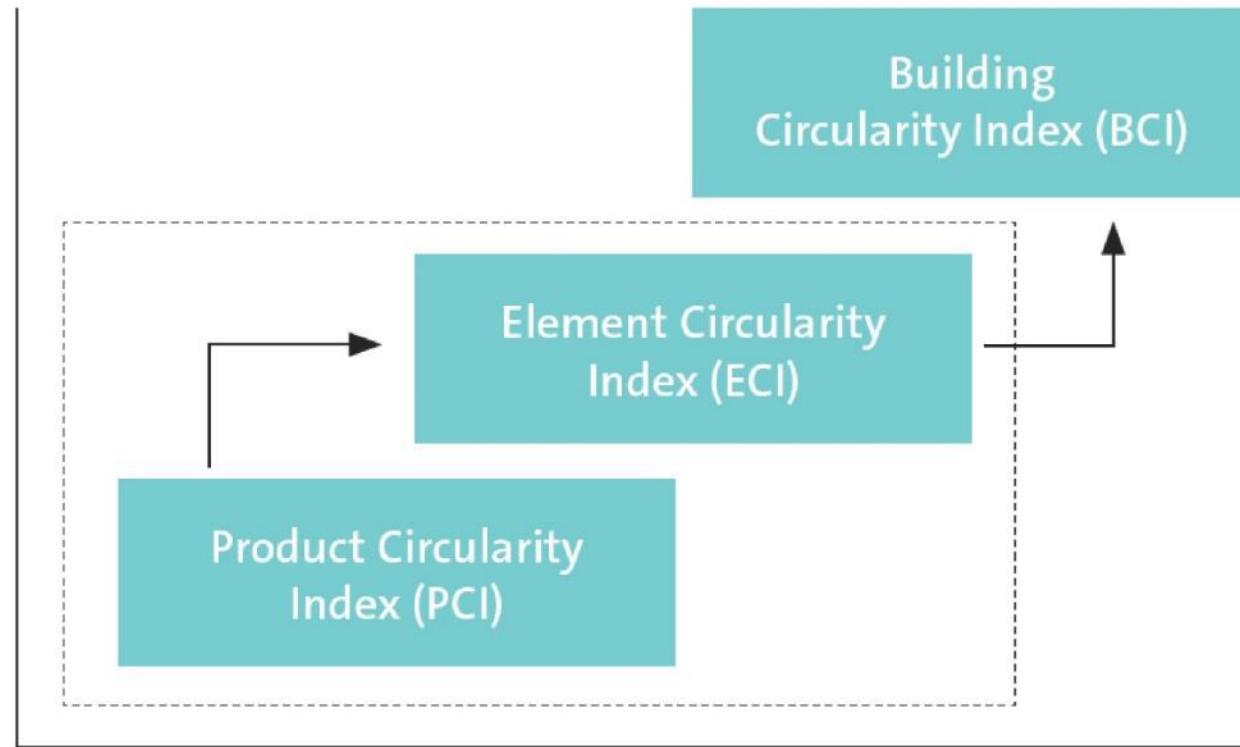 Building
Circularity Index (BCI)
Element Circularity
Index (ECI)
Product Circularity
Index (PCI)